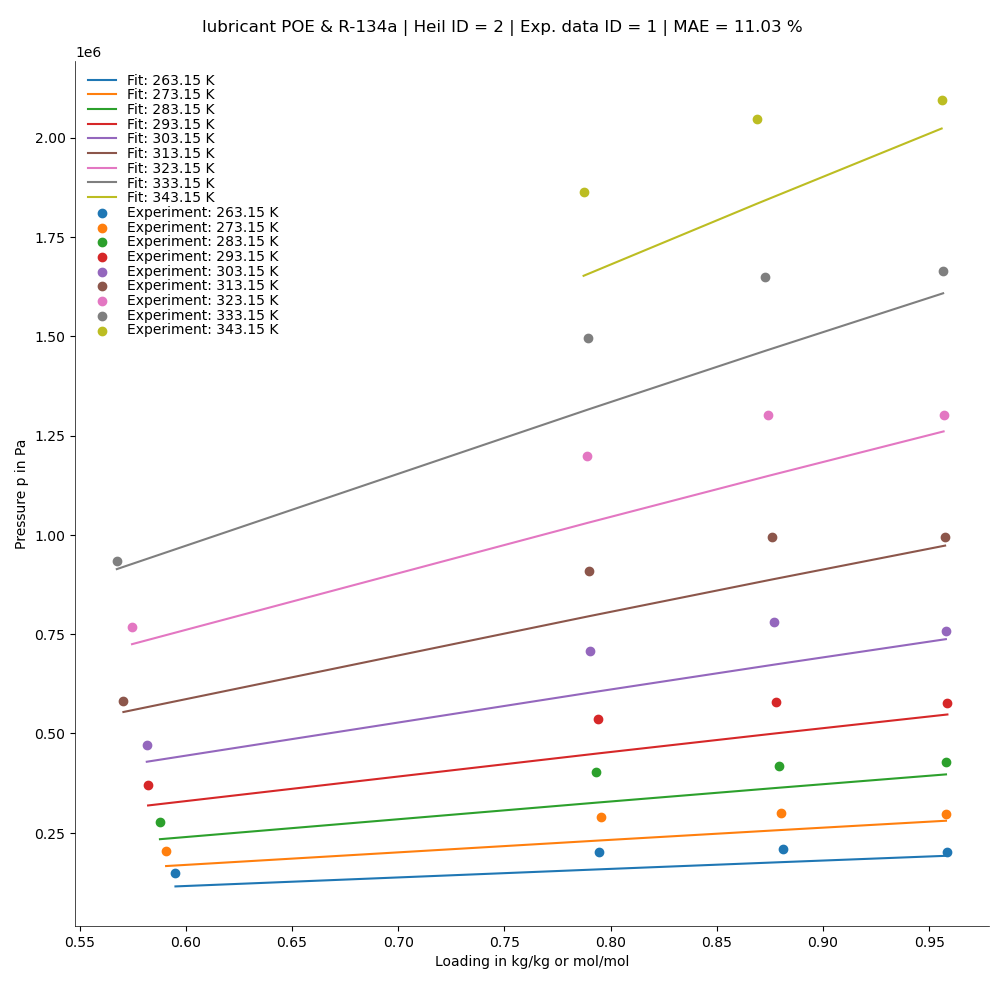 lubricant POE & R-134a | Heil ID = 2 | Exp. data ID = 1 | MAE = 11.03 %
1e6
Fit: 263.15 K
Fit: 273.15 K
Fit: 283.15 K
Fit: 293.15 K
Fit: 303.15 K
Fit: 313.15 K
Fit: 323.15 K
Fit: 333.15 K
Fit: 343.15 K
Experiment: 263.15 K
Experiment: 273.15 K
Experiment: 283.15 K
Experiment: 293.15 K
Experiment: 303.15 K
Experiment: 313.15 K
Experiment: 323.15 K
Experiment: 333.15 K
Experiment: 343.15 K
2.00
1.75
1.50
1.25
1.00
0.75
0.50
0.25
Pressure p in Pa
0.55 0.60 0.65 0.70 0.75 0.80 0.85 0.90 0.95
Loading in kg/kg or mol/mol